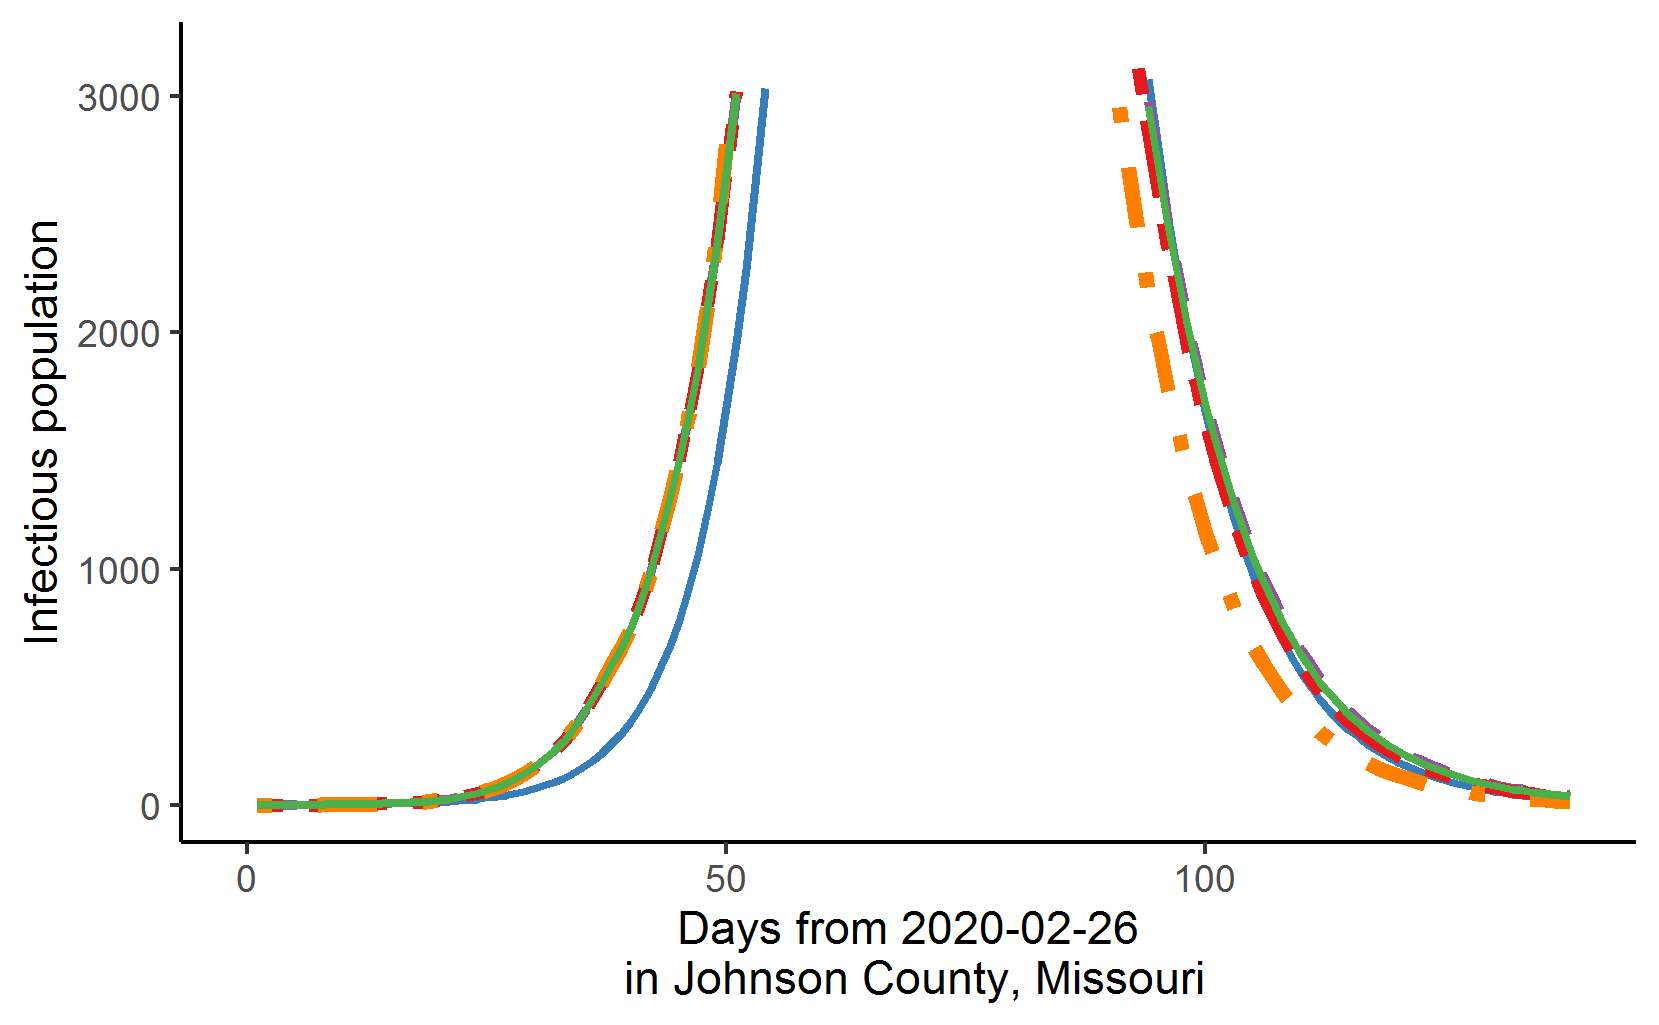 Infectious population
3000
2000
1000
0
0 50 100
Days from 2020-02-26
in Johnson County, Missouri